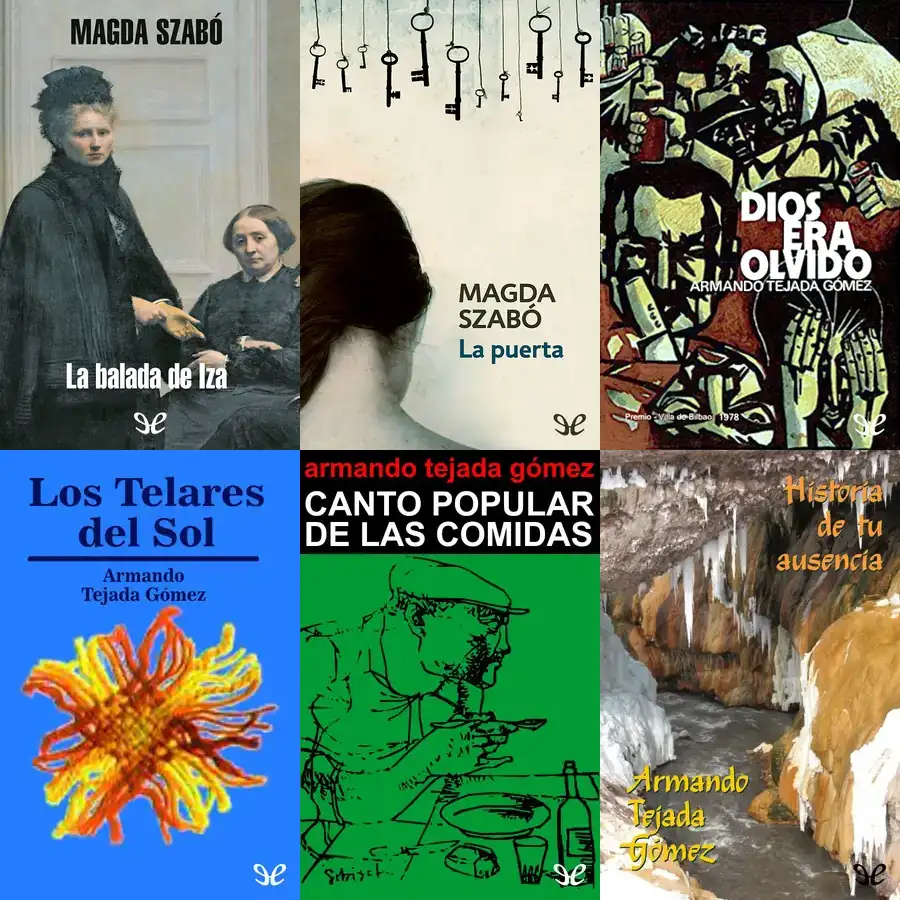 MAGDA SZABÓ
La balada de Iza
MAGDA
SZABÓ
La puerta
DIOS
ERA
OLVIDO
ARMANDO TEJADA GÓMEZ
Premio - Villa de Bilbao 1978
Los Telares
del Sol
Armando
Tejada Gómez
armando tejada gómez
CANTO POPULAR
DE LAS COMIDAS
Historia
de tu
ausencia
Armando
Tejada
Gómez